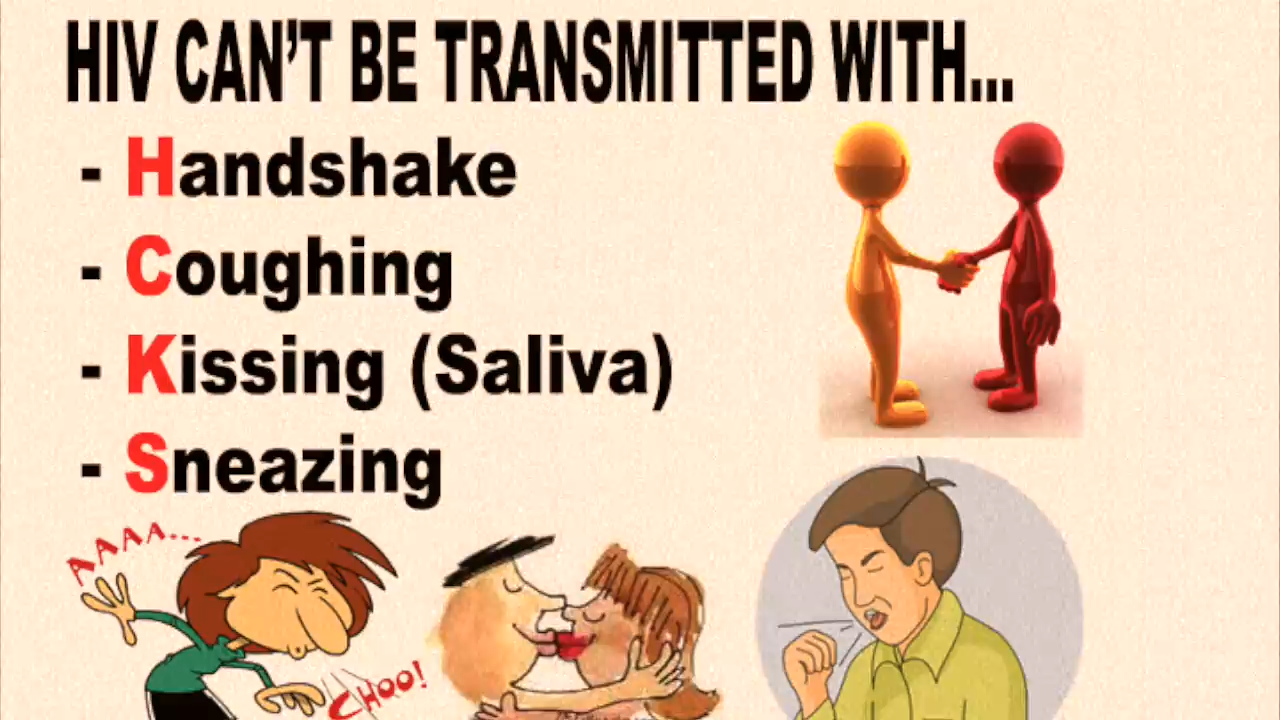 HIV CAN'T BE TRANSMITTED WITH...
- Handshake
- Coughing
- Kissing (Saliva)
- Sneazing
AAAA...
CHOO!